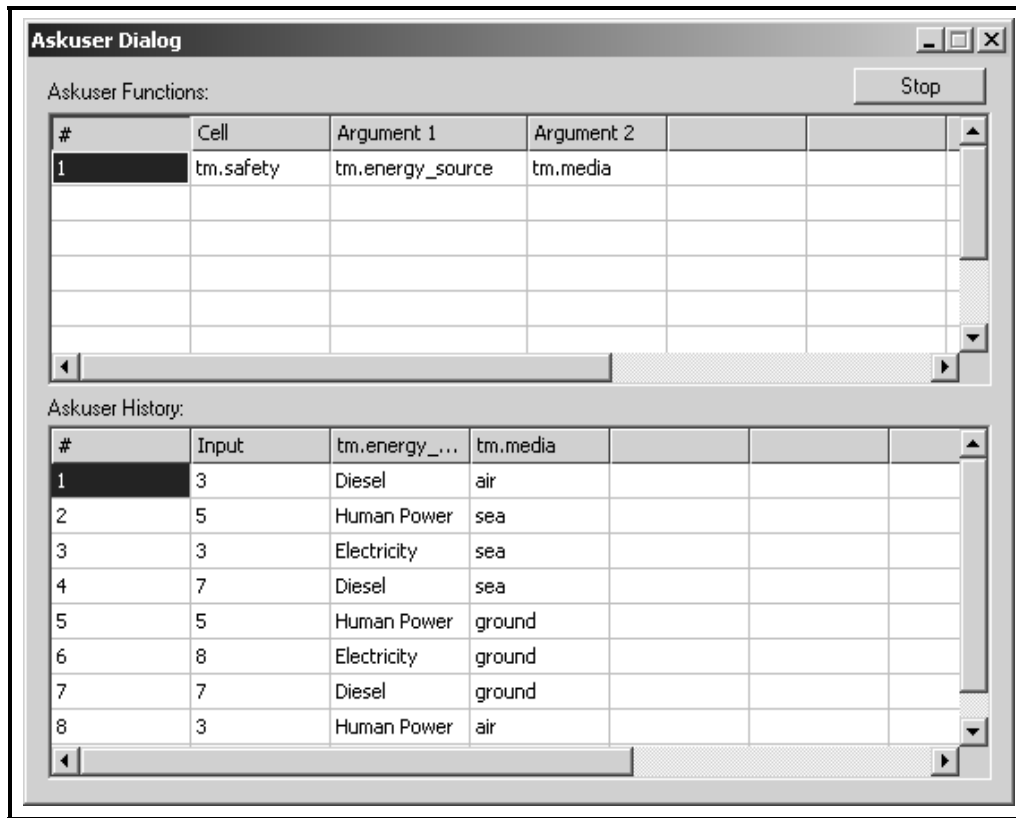 Askuser Dialog
Askuser Functions:
Stop
# Cell Argument 1 Argument 2
1 tm.safety tm.energy_source tm.media
Askuser History:
# Input tm.energy_... tm.media
1 3 Diesel air
2 5 Human Power sea
3 3 Electricity sea
4 7 Diesel sea
5 5 Human Power ground
6 8 Electricity ground
7 7 Diesel ground
8 3 Human Power air